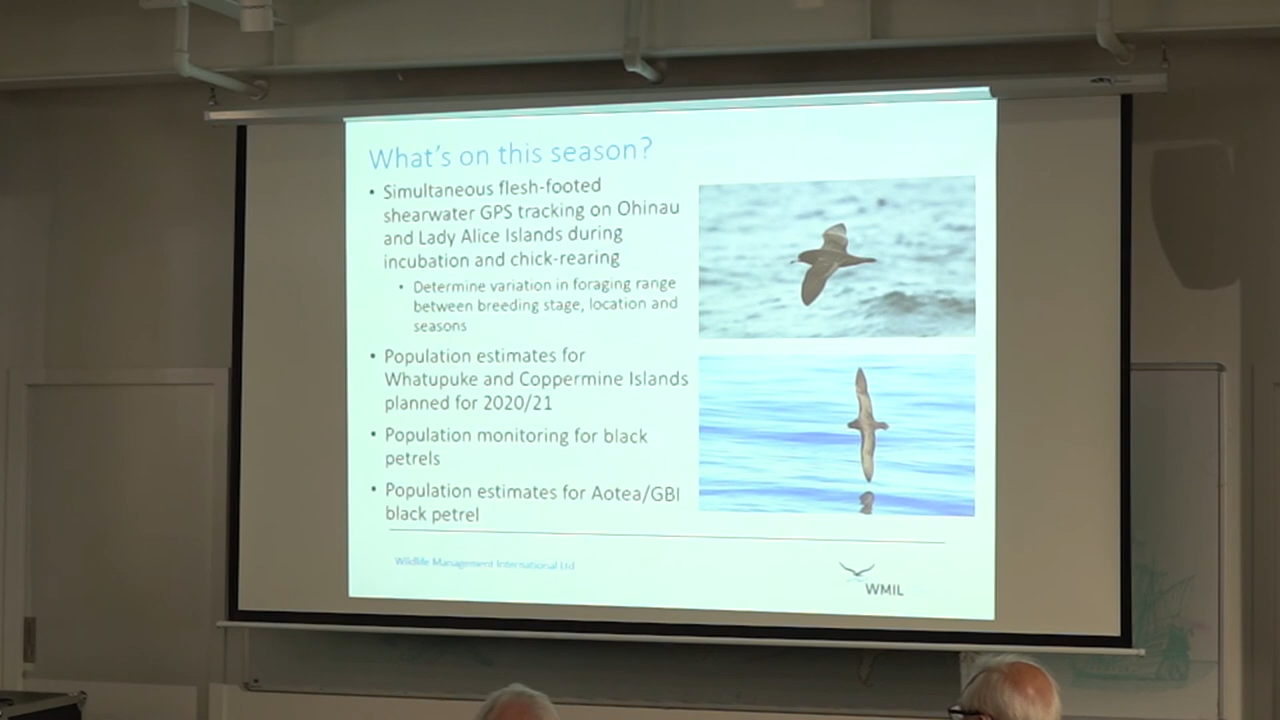 What's on this season?
• Simultaneous flesh-footed
shearwater GPS tracking on Ohinau
and Lady Alice Islands during
incubation and chick-rearing
• Determine variation in foraging range
between breeding stage, location and
seasons
• Population estimates for
Whatupuke and Coppermine Islands
planned for 2020/21
• Population monitoring for black
petrels
• Population estimates for Aotea/GBI
black petrel
Wildlife Management International Ltd
WMIL